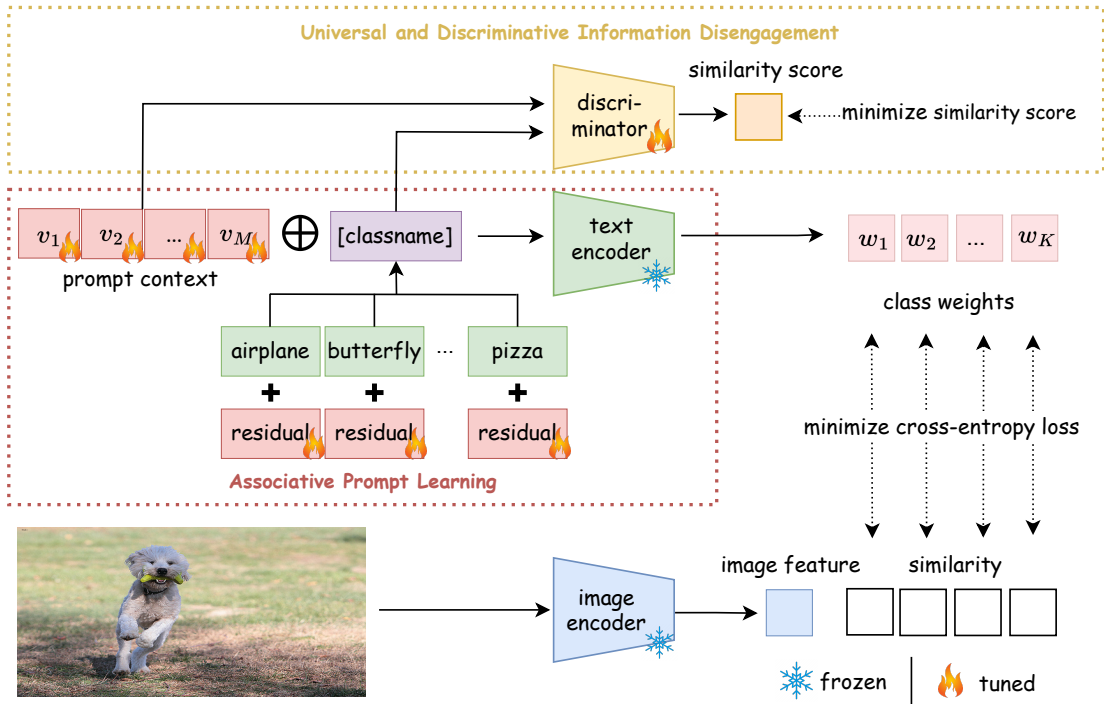 Universal and Discriminative Information Disengagement
similarity score
discri-
minator
minimize similarity score
v1 v2 ... vM
[classname]
text
encoder
w1 w2 ... wK
prompt context
class weights
airplane butterfly ... pizza
residual residual residual
minimize cross-entropy loss
Associative Prompt Learning
image feature similarity
image
encoder
frozen tuned